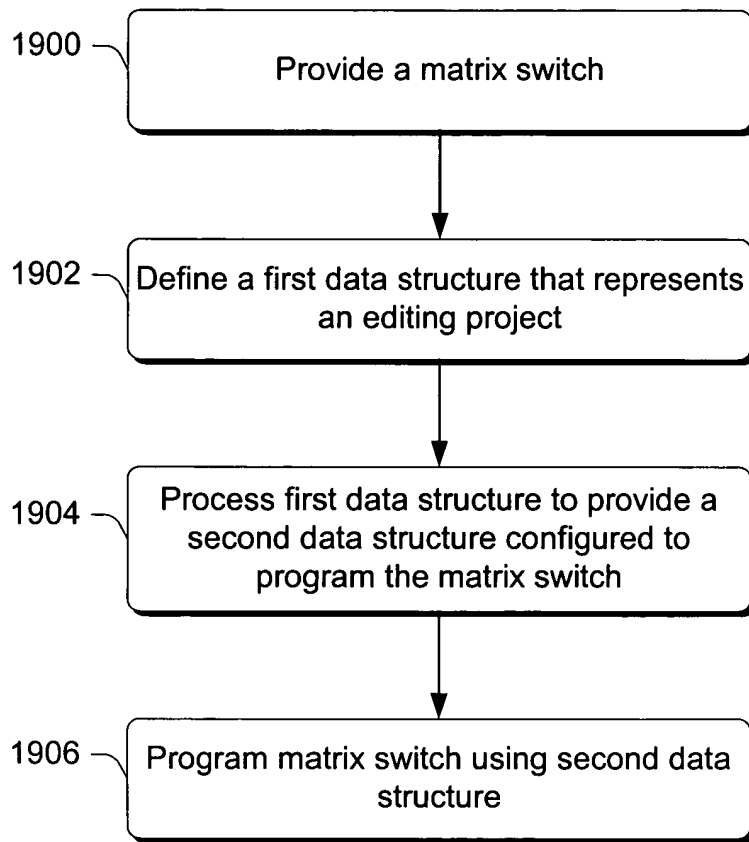 1900
Provide a matrix switch
1902
Define a first data structure that represents
an editing project
1904
Process first data structure to provide a
second data structure configured to
program the matrix switch
1906
Program matrix switch using second data
structure